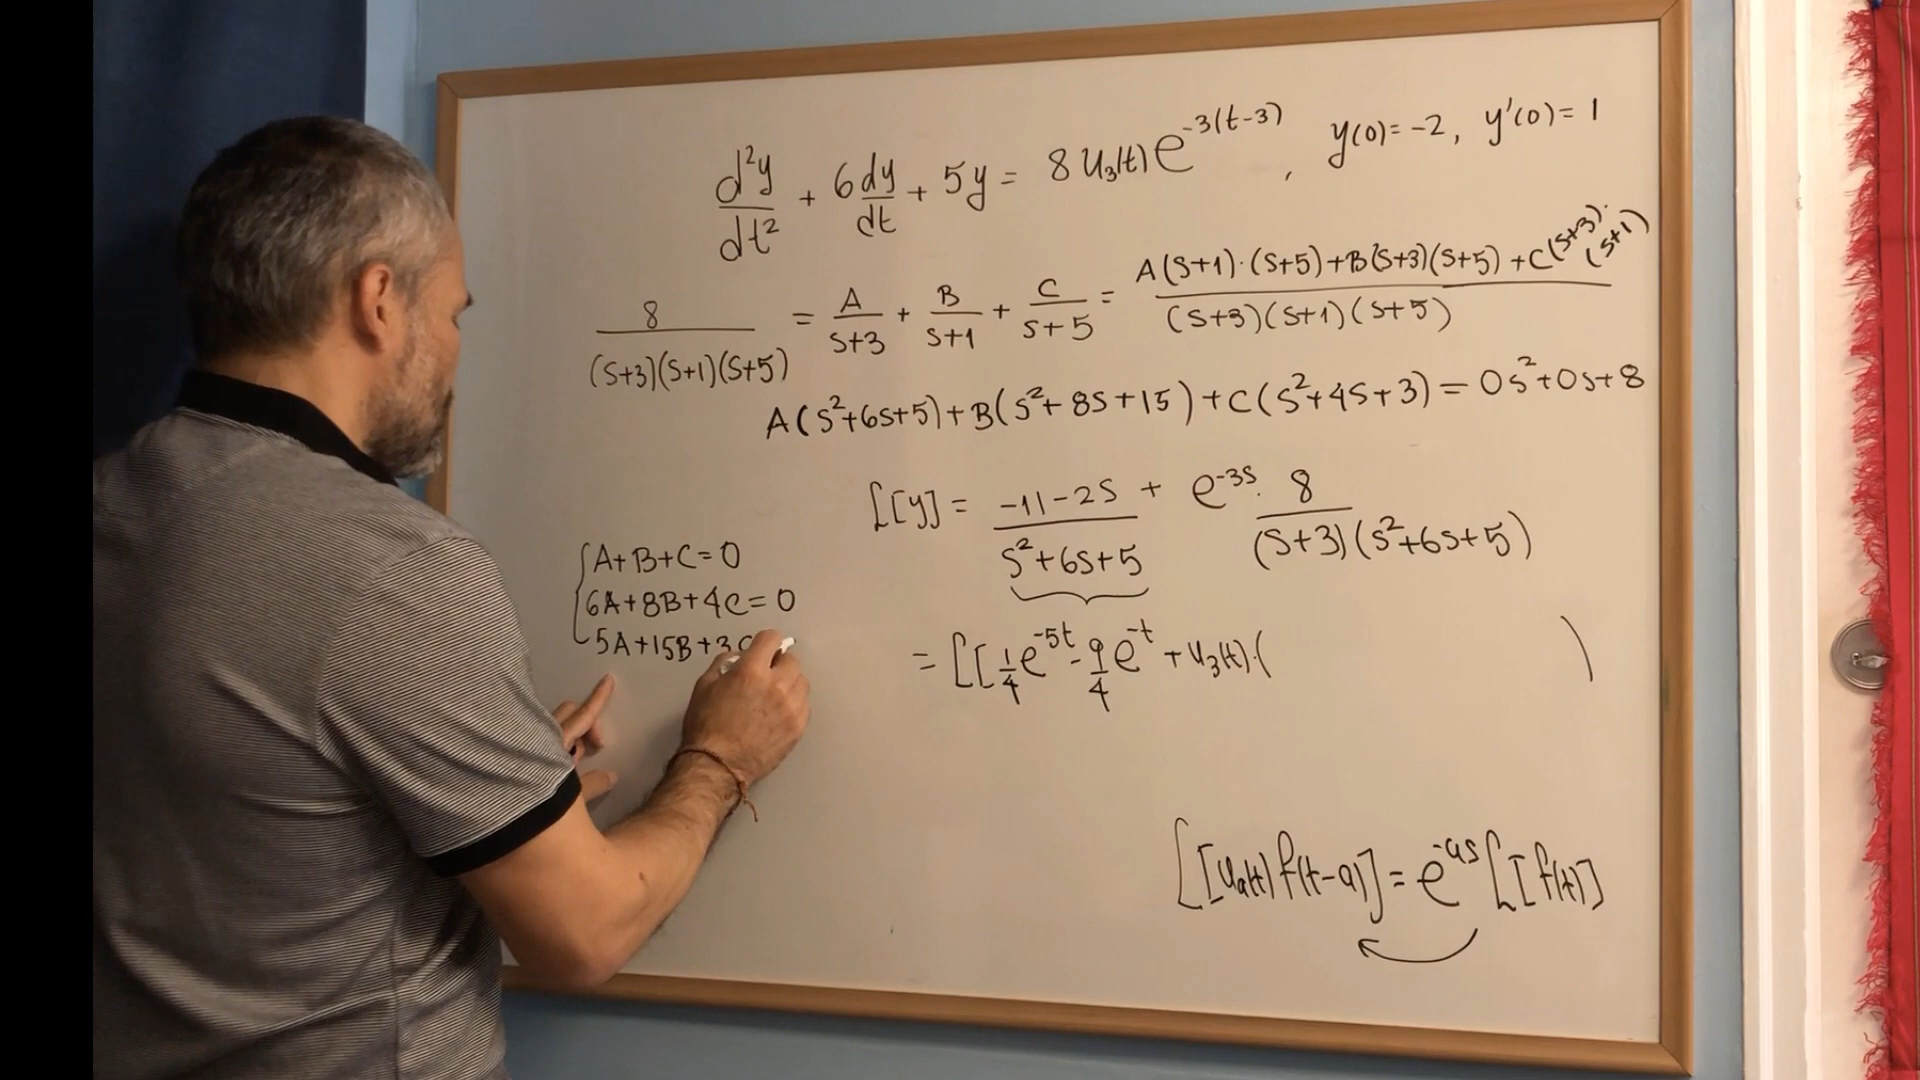 d²y/dt² + 6 dy/dt + 5y = 8 u₃(t) e^{-3(t-3)}, y(0) = -2, y'(0) = 1
8/((s+3)(s+1)(s+5)) = A/(s+3) + B/(s+1) + C/(s+5) = (A(s+1)·(s+5)+B(s+3)(s+5)+C(s+3)·(s+1))/((s+3)(s+1)(s+5))
A(s²+6s+5)+B(s²+8s+15)+C(s²+4s+3) = 0s²+0s+8
L[y] = (-11-2s)/(s²+6s+5) + e^{-3s} · 8/((s+3)(s²+6s+5))
A+B+C=0
6A+8B+4C=0
5A+15B+3C
= L[1/4 e^{-5t} - 9/4 e^{-t} + u₃(t)·( )
L[uₐ(t) f(t-a)] = e^{-as} L[f(t)]